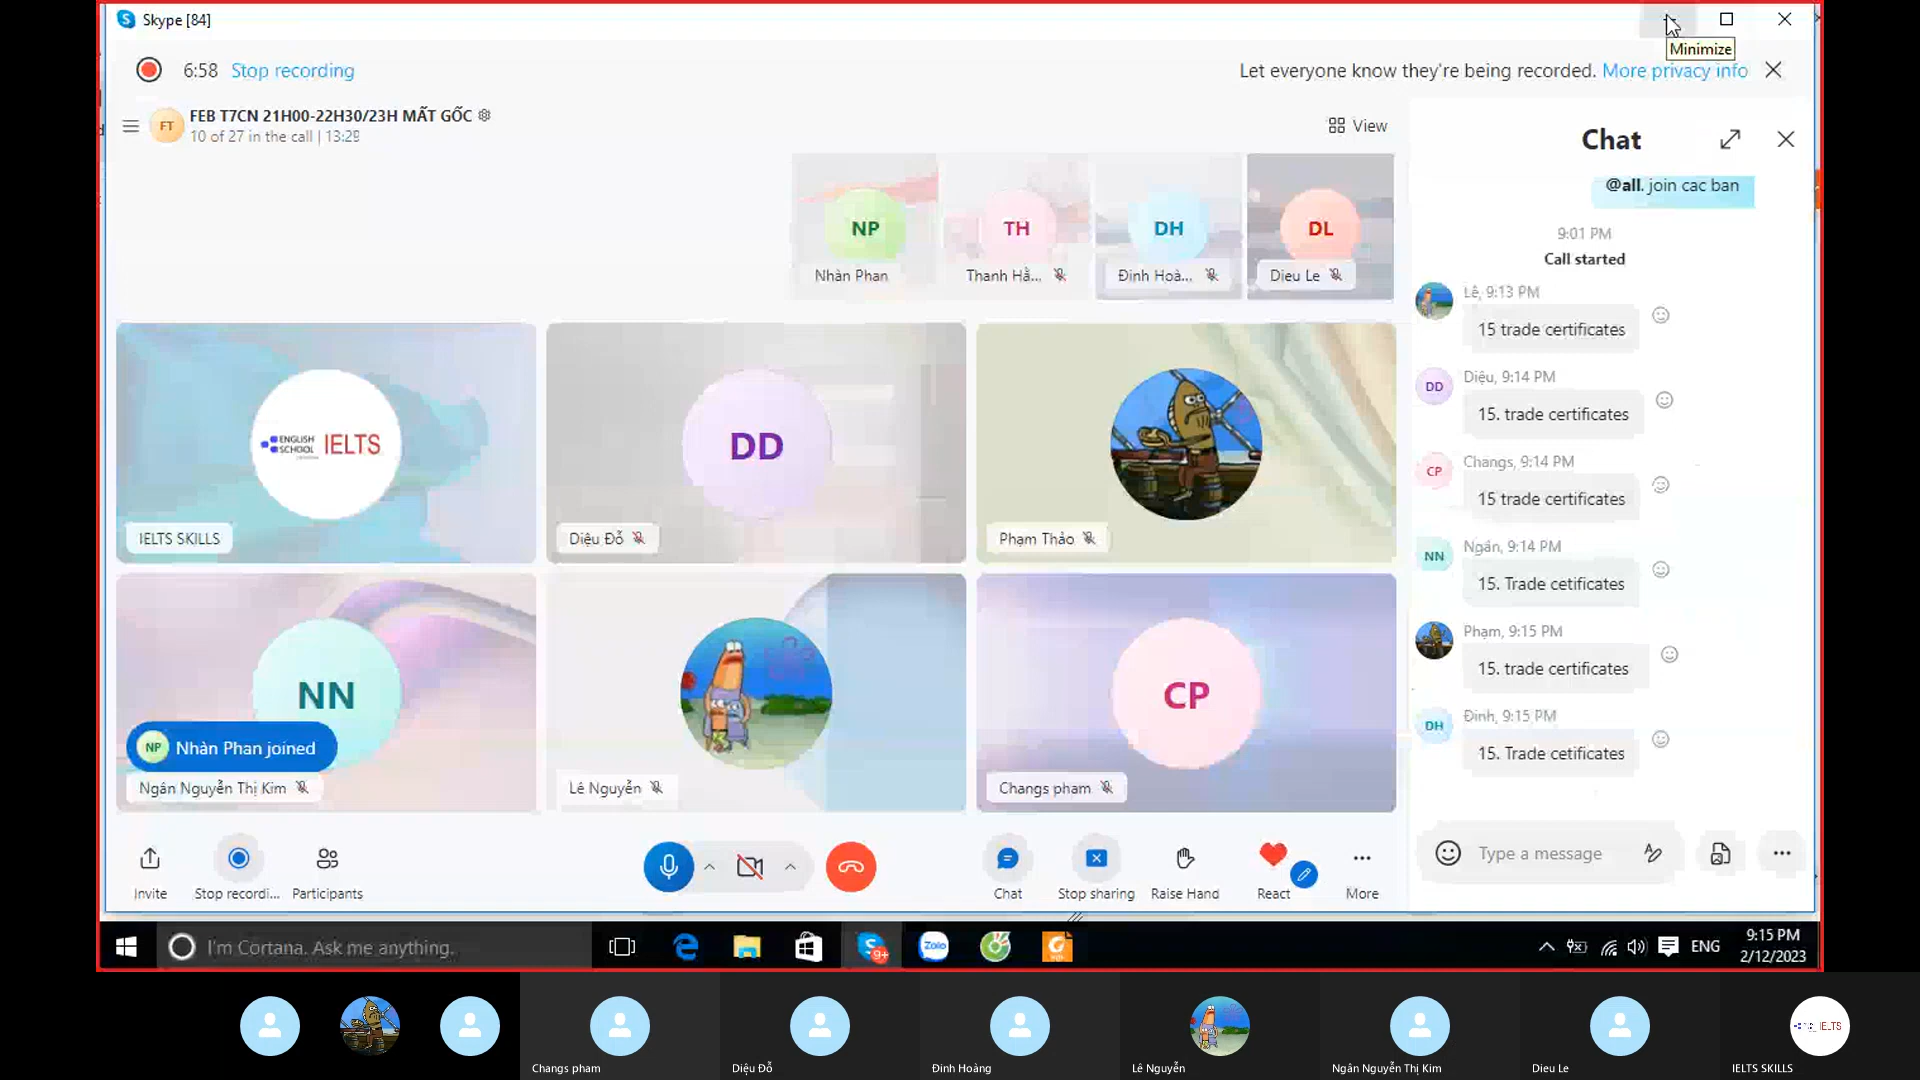 Skype [84]
Minimize
6:58 Stop recording
Let everyone know they're being recorded. More privacy info
FT
FEB T7CN 21H00-22H30/23H MẤT GỐC
10 of 27 in the call | 13:29
View
NP
Nhàn Phan
TH
Thanh Hằ...
DH
Đinh Hoà...
DL
Dieu Le
ENGLISH SCHOOL IELTS
IELTS SKILLS
DD
Diệu Đỗ
Phạm Thảo
NN
NP Nhàn Phan joined
Ngân Nguyễn Thị Kim
Lê Nguyễn
CP
Changs pham
Chat
@all. join cac ban
9:01 PM
Call started
Lê, 9:13 PM
15 trade certificates
DD
Diệu, 9:14 PM
15. trade certificates
CP
Changs, 9:14 PM
15 trade certificates
NN
Ngân, 9:14 PM
15. Trade cetificates
Phạm, 9:15 PM
15. trade certificates
DH
Đinh, 9:15 PM
15. Trade cetificates
Type a message
Invite
Stop recordi...
Participants
Chat
Stop sharing
Raise Hand
React
More
I'm Cortana. Ask me anything.
9+
Zalo
ENG
9:15 PM
2/12/2023
Changs pham
Diệu Đỗ
Đinh Hoàng
Lê Nguyễn
Ngân Nguyễn Thị Kim
Dieu Le
IELTS
IELTS SKILLS